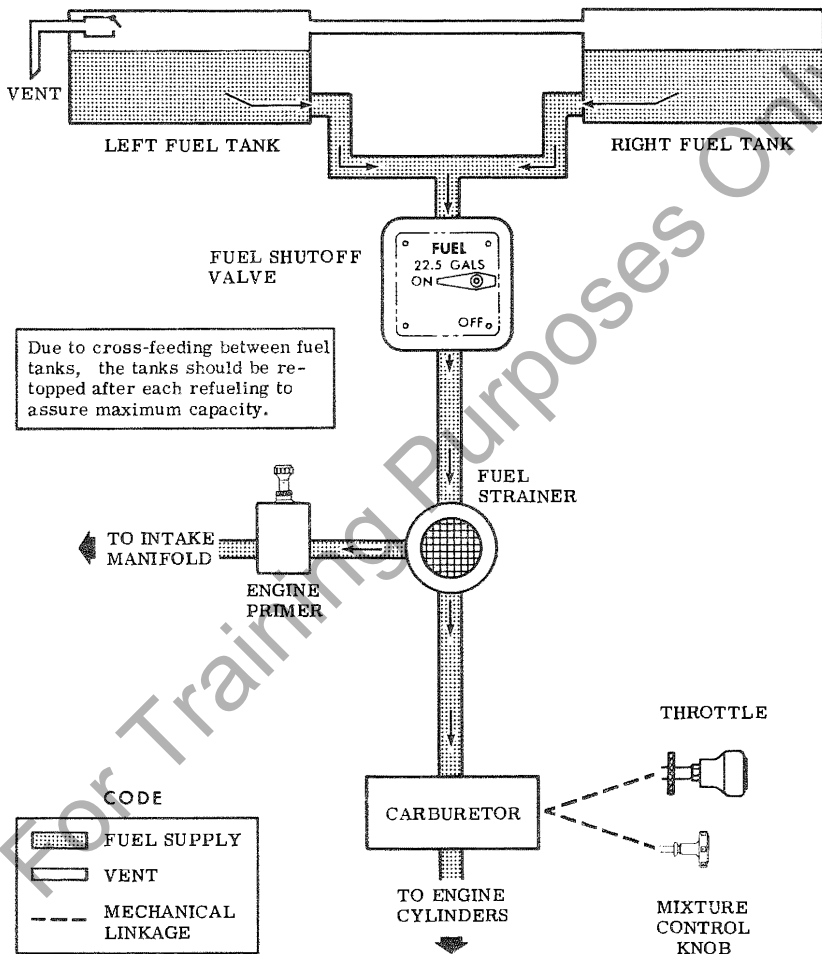 VENT
LEFT FUEL TANK
RIGHT FUEL TANK
FUEL SHUTOFF
VALVE
FUEL
22.5 GALS
ON
OFF
Due to cross-feeding between fuel
tanks, the tanks should be re-
topped after each refueling to
assure maximum capacity.
FUEL
STRAINER
TO INTAKE
MANIFOLD
ENGINE
PRIMER
THROTTLE
CARBURETOR
CODE
FUEL SUPPLY
VENT
MECHANICAL
LINKAGE
TO ENGINE
CYLINDERS
MIXTURE
CONTROL
KNOB
For Training Purposes Only